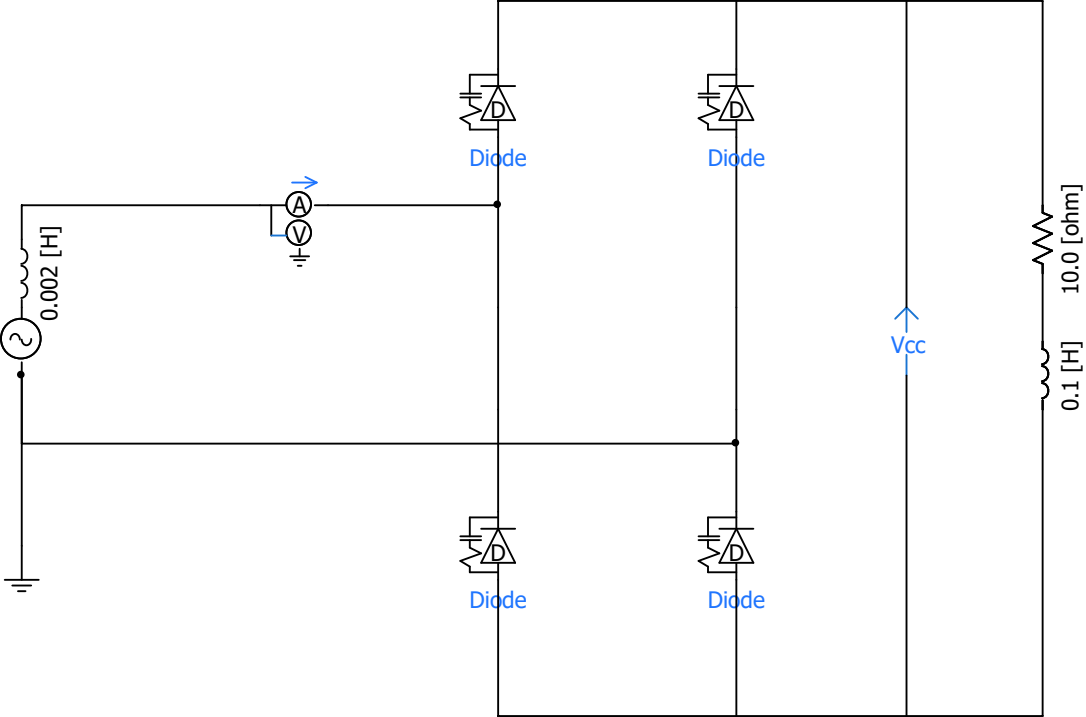 D
D
Diode
Diode
A
V
0.002 [H]
10.0 [ohm]
Vcc
0.1 [H]
D
D
Diode
Diode